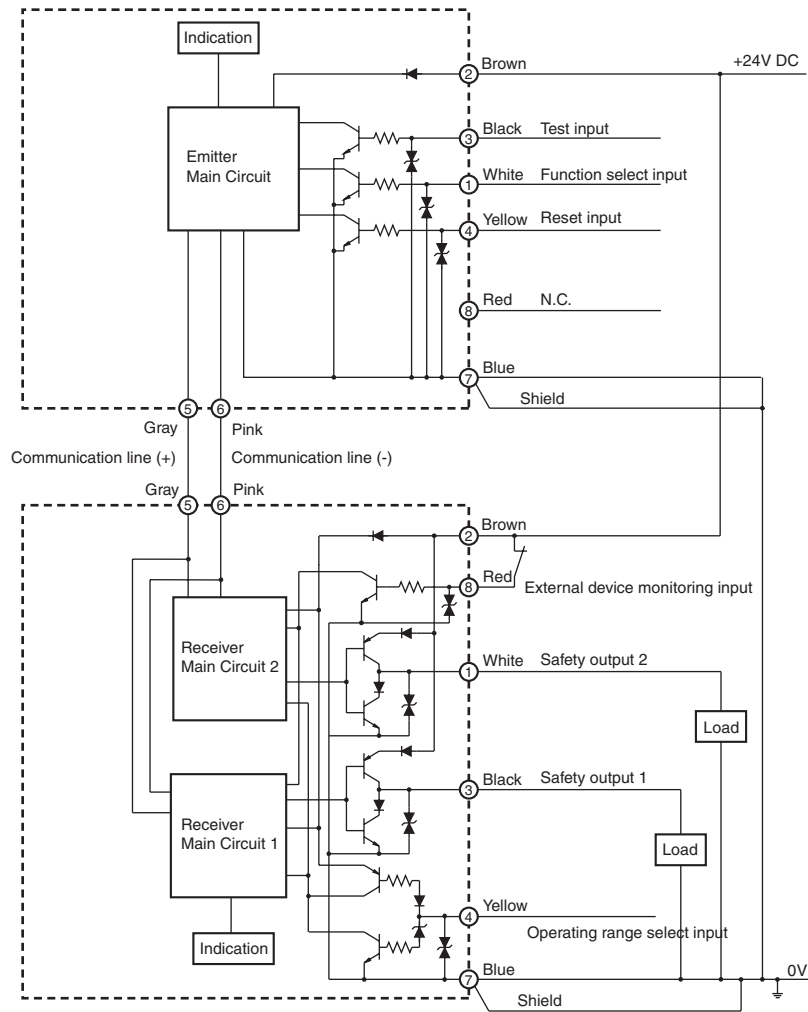 Indication
+24V DC
2 Brown
Emitter
Main Circuit
3 Black Test input
1 White Function select input
4 Yellow Reset input
8 Red N.C.
7 Blue
Shield
5 6
Gray Pink
Communication line (+) Communication line (-)
Gray Pink
5 6
2 Brown
8 Red
External device monitoring input
Receiver
Main Circuit 2
1 White Safety output 2
Load
3 Black Safety output 1
Receiver
Main Circuit 1
Load
4 Yellow
Operating range select input
Indication
7 Blue 0V
Shield